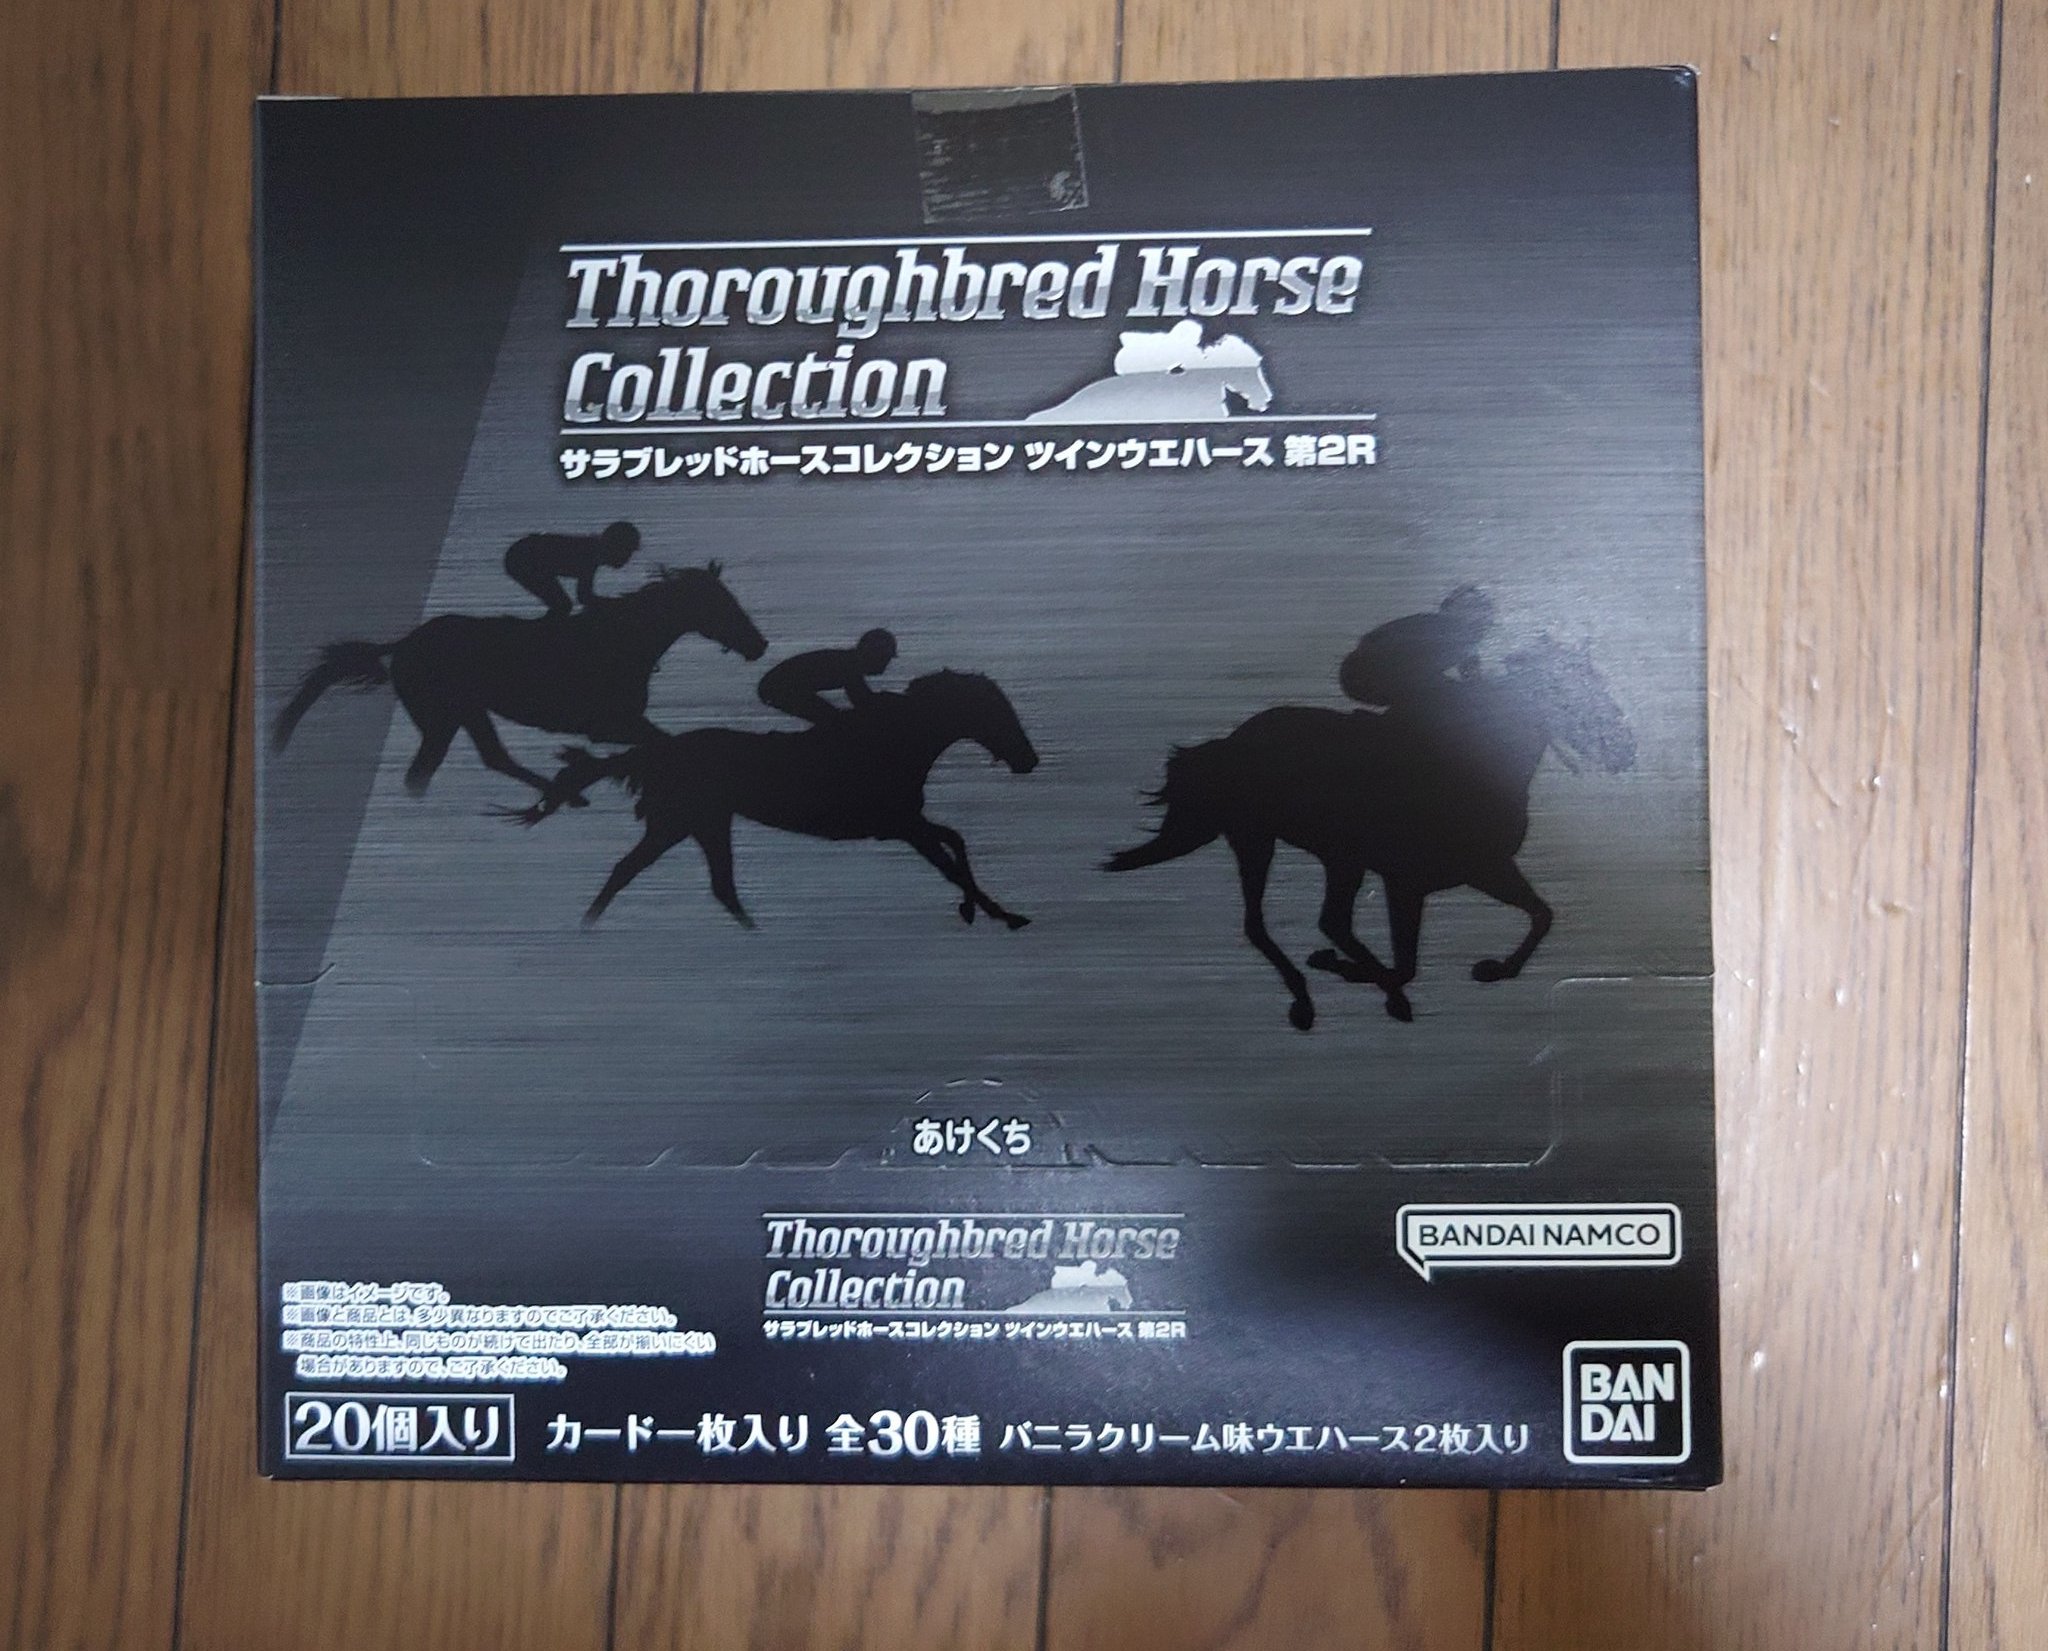 Thoroughbred Horse
Collection
サラブレッドホースコレクション ツインウエハース 第2R
あけくち
Thoroughbred Horse
Collection
サラブレッドホースコレクション ツインウエハース 第2R
BANDAI NAMCO
※画像はイメージです。
※画像と商品とは、多少異なりますのでご了承ください。
※商品の特性上、同じものが続けて出たり、全部が揃いにくい
場合がありますので、ご了承ください。
20個入り カード一枚入り 全30種 バニラクリーム味ウエハース2枚入り
BAN
DAI